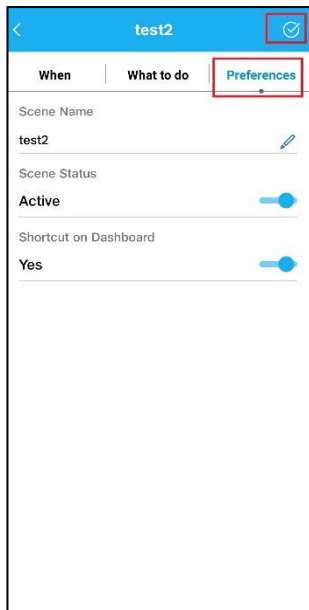 test2
When
What to do
Preferences
Scene Name
test2
Scene Status
Active
Shortcut on Dashboard
Yes